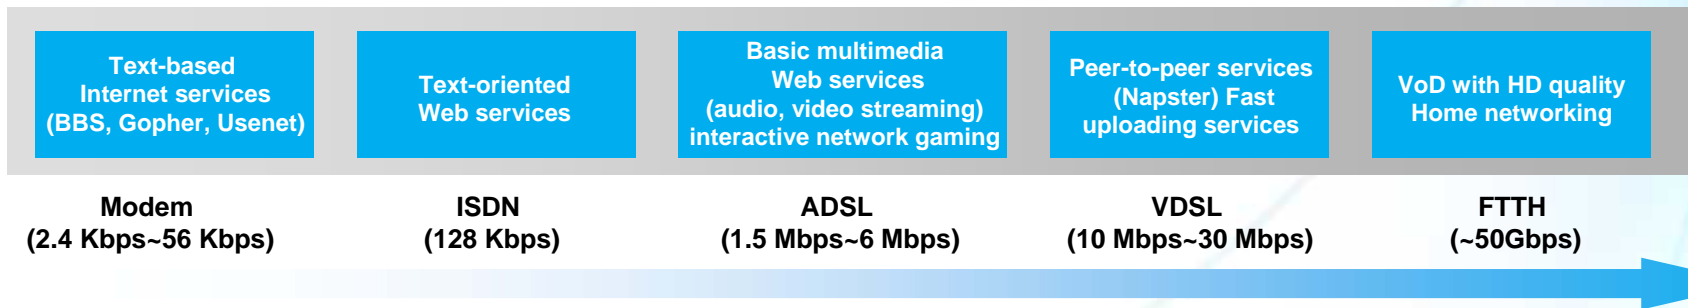 Text-based
Internet services
(BBS, Gopher, Usenet)
Text-oriented
Web services
Basic multimedia
Web services
(audio, video streaming)
interactive network gaming
Peer-to-peer services
(Napster) Fast
uploading services
VoD with HD quality
Home networking
Modem
(2.4 Kbps~56 Kbps)
ISDN
(128 Kbps)
ADSL
(1.5 Mbps~6 Mbps)
VDSL
(10 Mbps~30 Mbps)
FTTH
(~50Gbps)